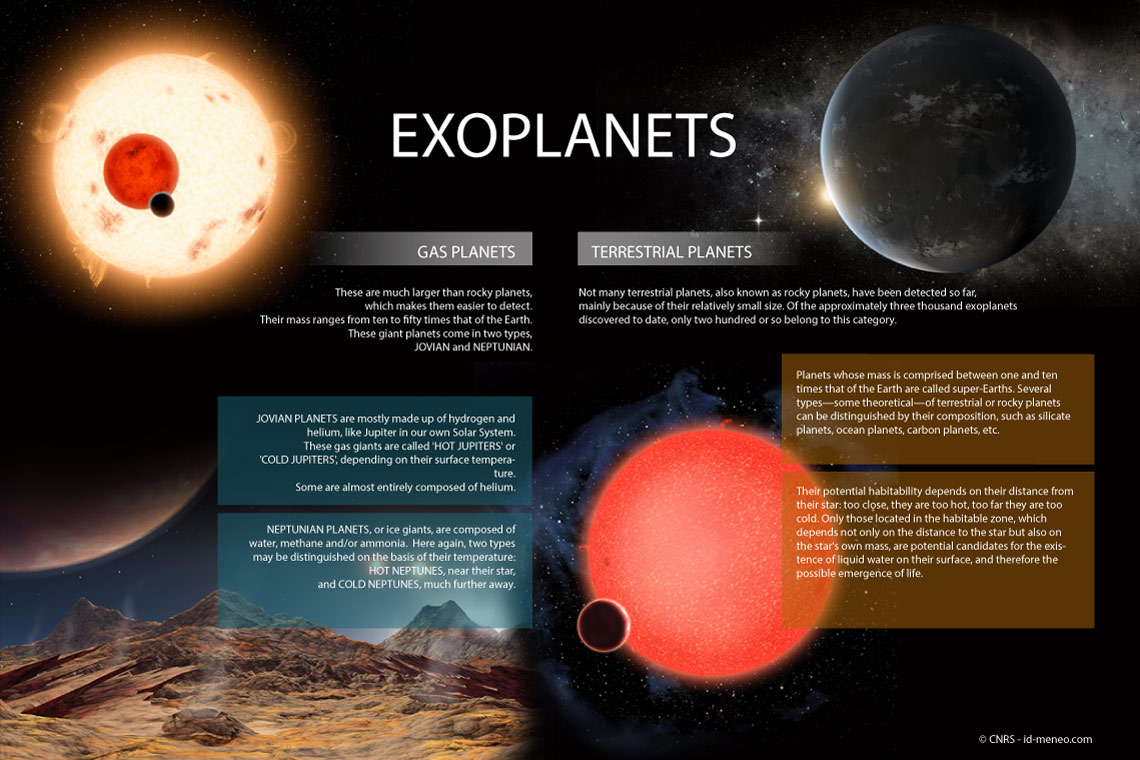 EXOPLANETS
GAS PLANETS
These are much larger than rocky planets,
which makes them easier to detect.
Their mass ranges from ten to fifty times that of the Earth.
These giant planets come in two types,
JOVIAN and NEPTUNIAN.
JOVIAN PLANETS are mostly made up of hydrogen and
helium, like Jupiter in our own Solar System.
These gas giants are called 'HOT JUPITERS' or
'COLD JUPITERS', depending on their surface tempera-
ture.
Some are almost entirely composed of helium.
NEPTUNIAN PLANETS, or ice giants, are composed of
water, methane and/or ammonia.  Here again, two types
may be distinguished on the basis of their temperature:
HOT NEPTUNES, near their star,
and COLD NEPTUNES, much further away.
TERRESTRIAL PLANETS
Not many terrestrial planets, also known as rocky planets, have been detected so far,
mainly because of their relatively small size. Of the approximately three thousand exoplanets
discovered to date, only two hundred or so belong to this category.
Planets whose mass is comprised between one and ten
times that of the Earth are called super-Earths. Several
types—some theoretical—of terrestrial or rocky planets
can be distinguished by their composition, such as silicate
planets, ocean planets, carbon planets, etc.
Their potential habitability depends on their distance from
their star: too close, they are too hot, too far they are too
cold. Only those located in the habitable zone, which
depends not only on the distance to the star but also on
the star's own mass, are potential candidates for the exis-
tence of liquid water on their surface, and therefore the
possible emergence of life.
© CNRS - id-meneo.com